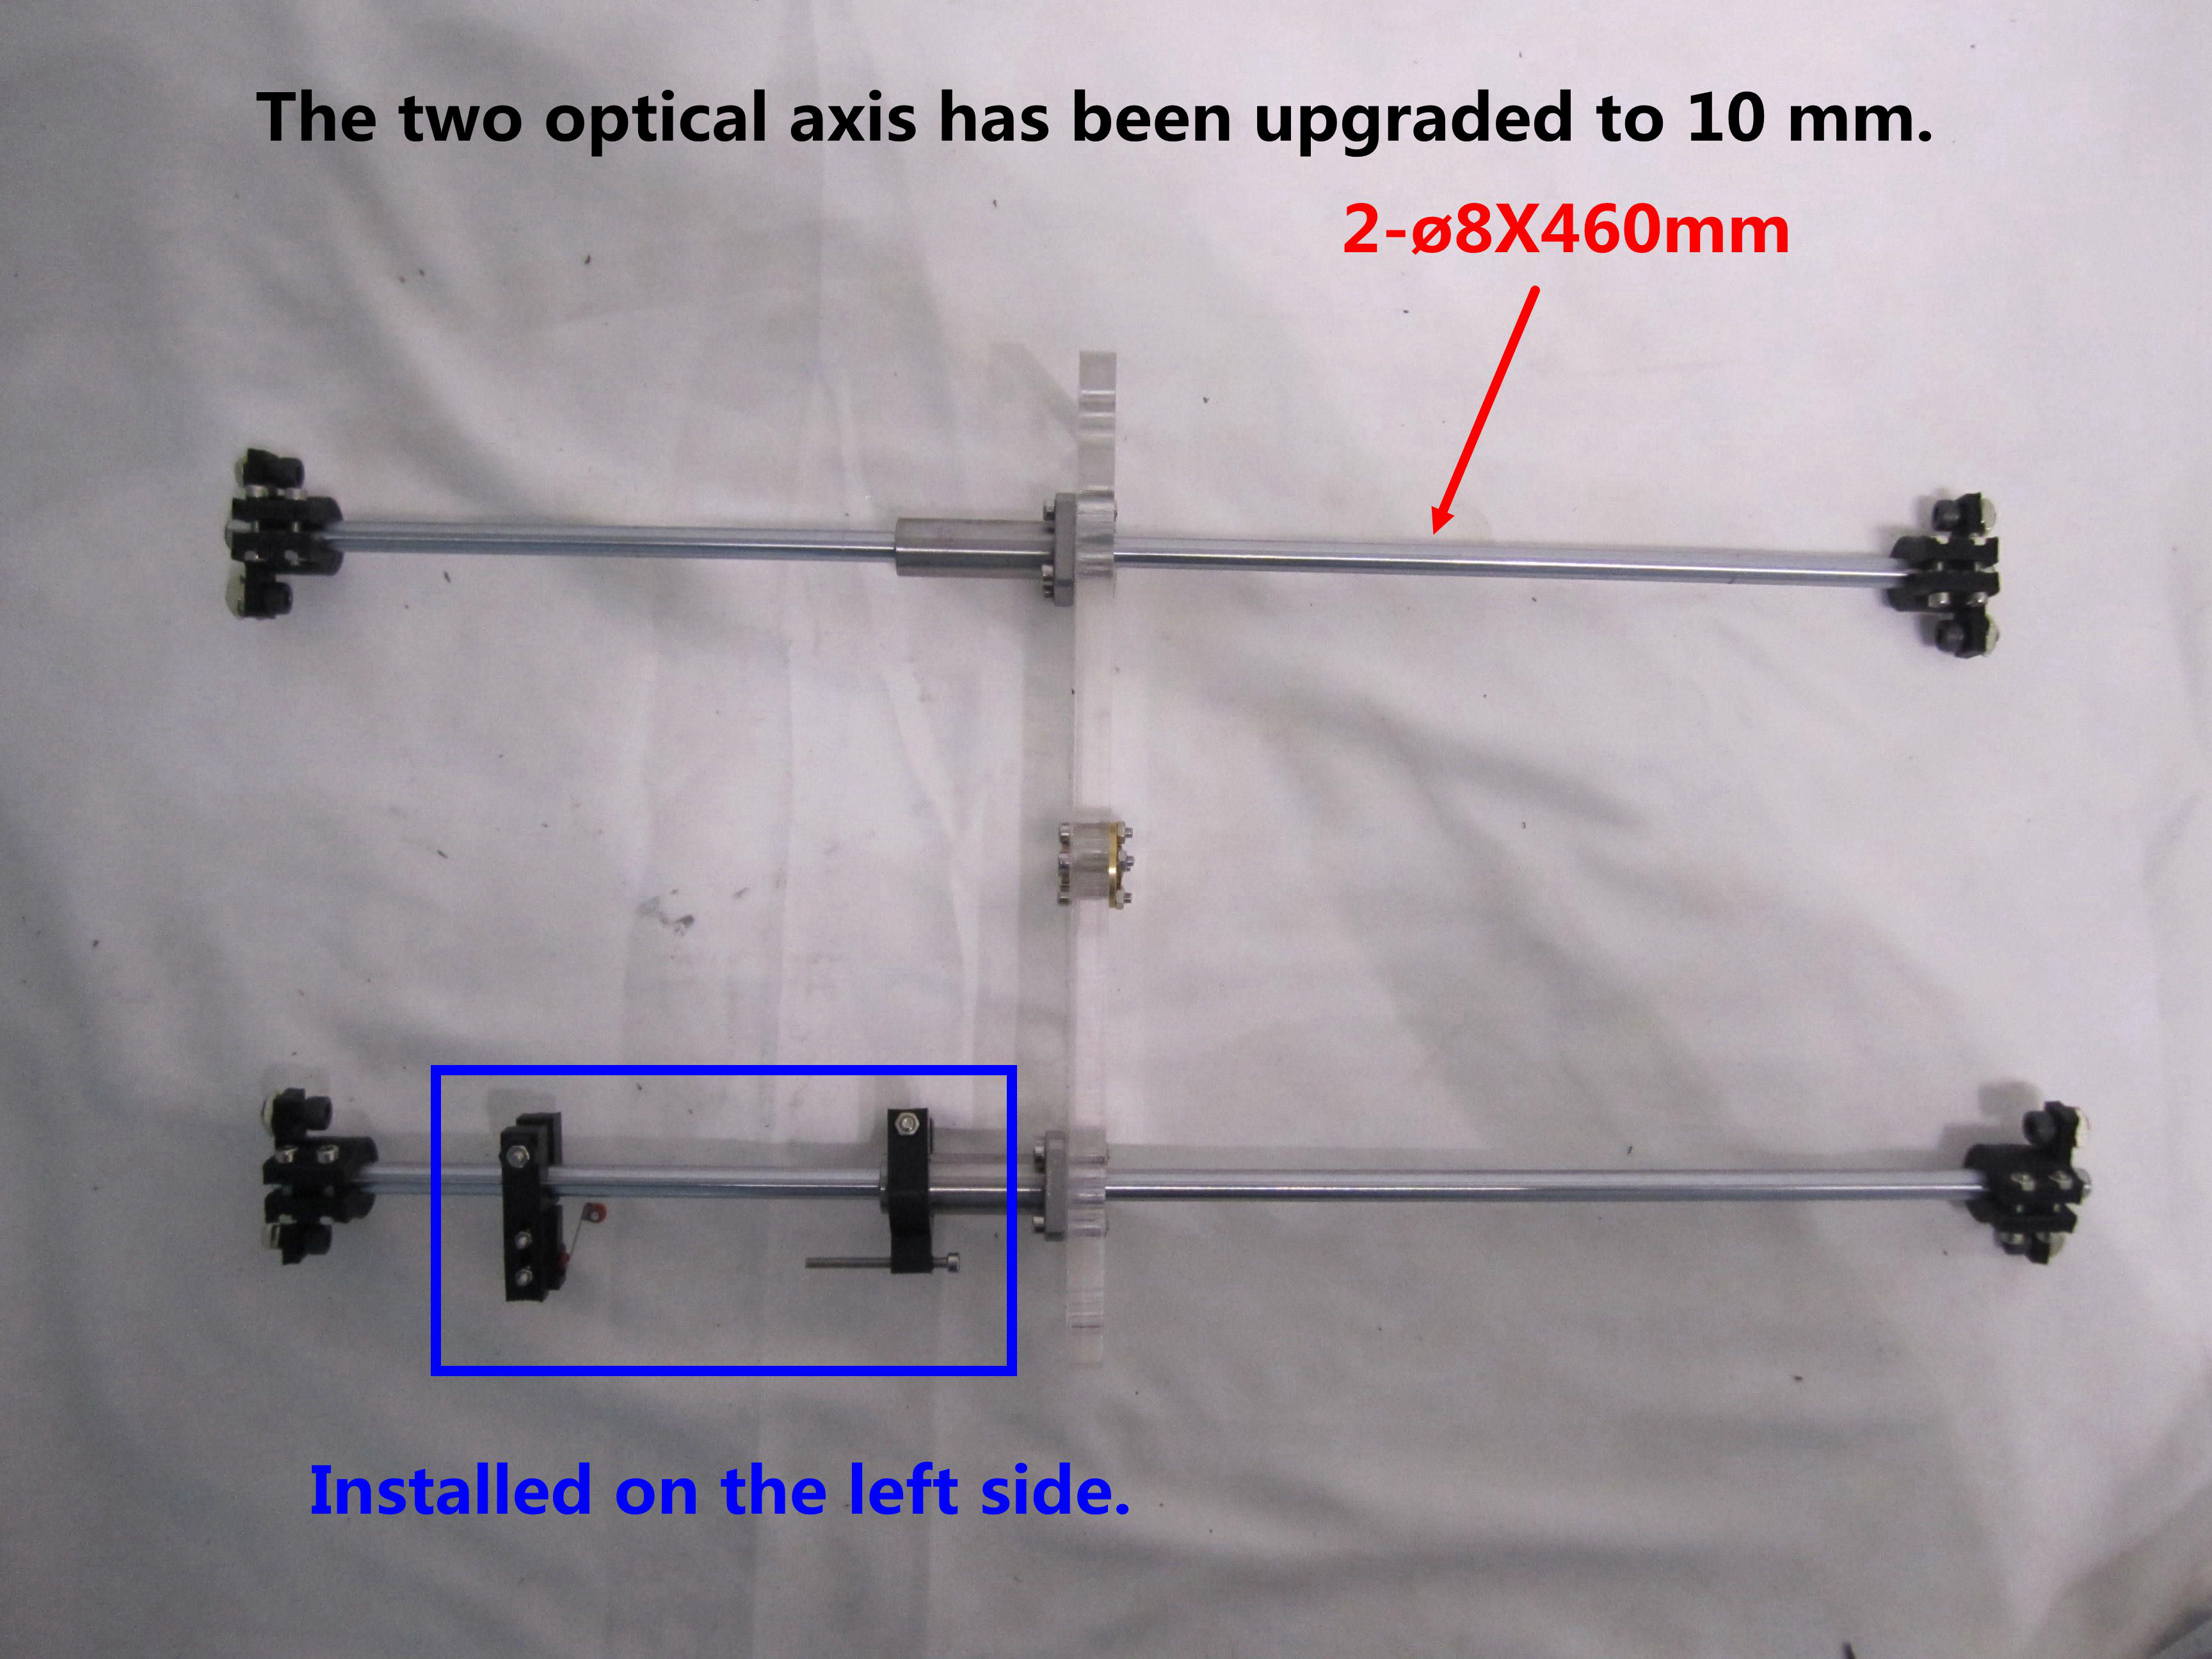 The two optical axis has been upgraded to 10 mm.
2-ø8X460mm
Installed on the left side.